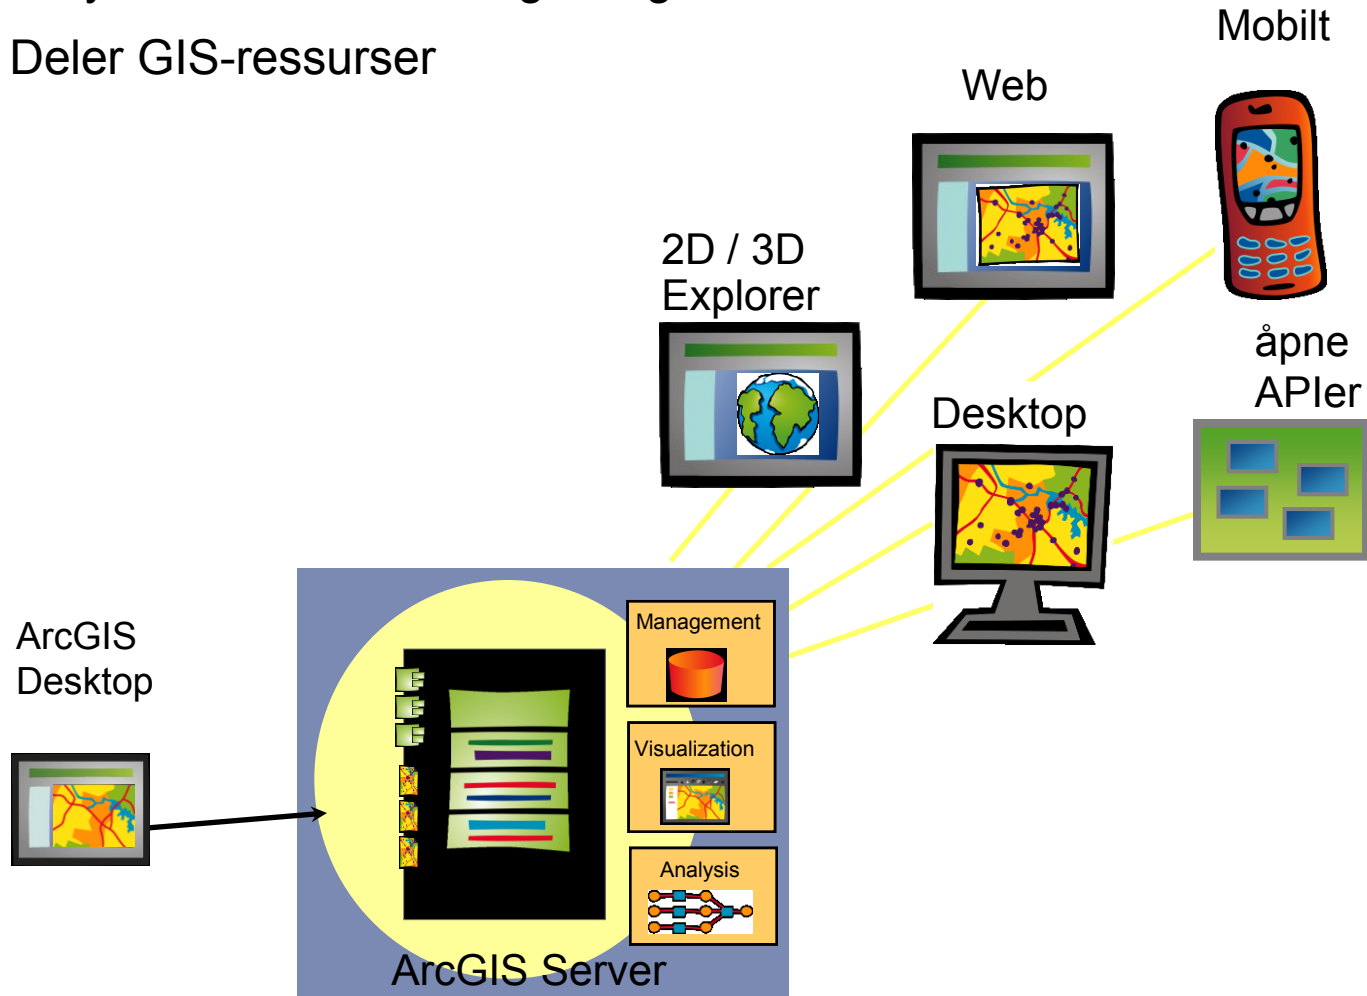 Deler GIS-ressurser
Mobilt
Web
2D / 3D
Explorer
åpne
APIer
Desktop
ArcGIS
Desktop
Management
Visualization
Analysis
ArcGIS Server